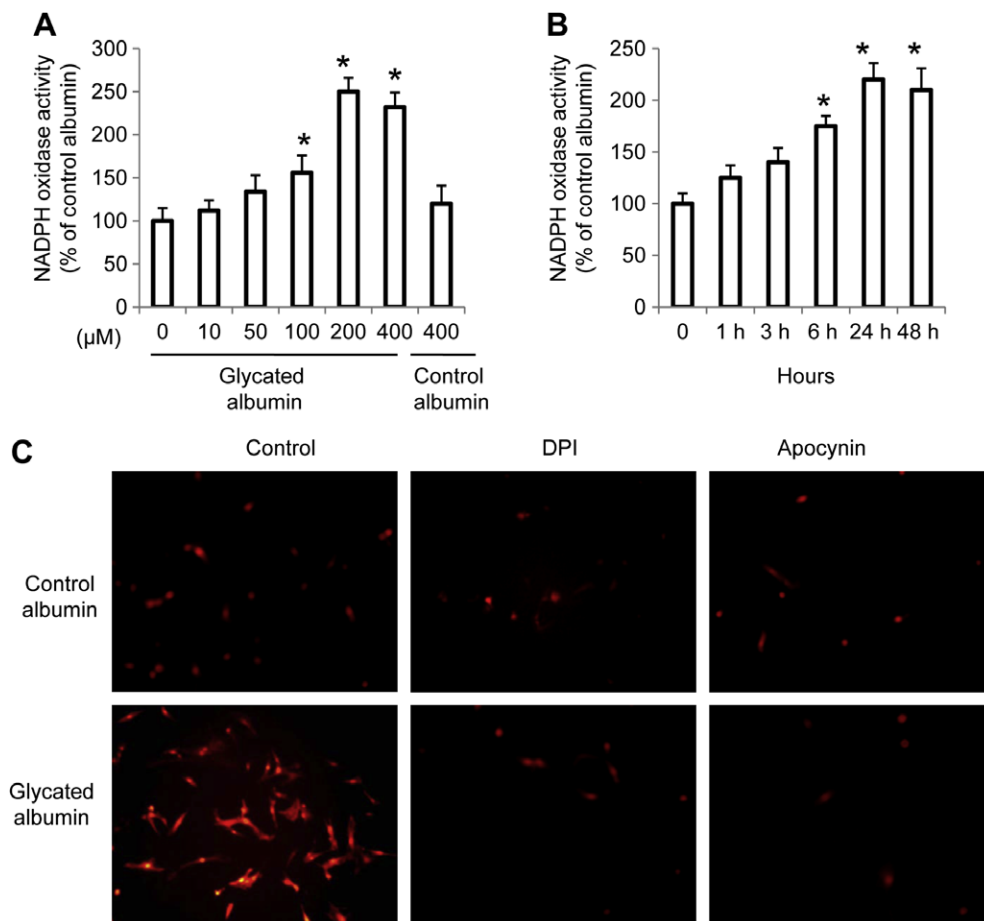 A
NADPH oxidase activity
(% of control albumin)
300
250
200
150
100
50
0
*
*
*
(µM)
0 10 50 100 200 400 400
Glycated
albumin
Control
albumin
B
NADPH oxidase activity
(% of control albumin)
250
200
150
100
50
0
*
*
*
0 1 h 3 h 6 h 24 h 48 h
Hours
C
Control DPI Apocynin
Control
albumin
Glycated
albumin